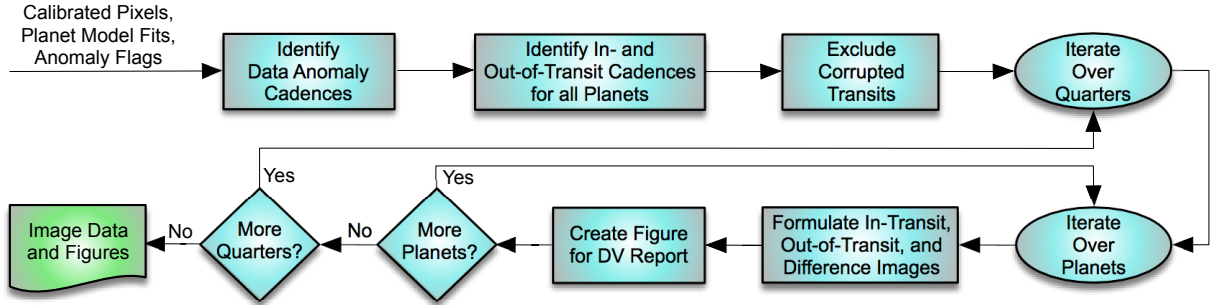 Calibrated Pixels,
Planet Model Fits,
Anomaly Flags
Identify
Data Anomaly
Cadences
Identify In- and
Out-of-Transit Cadences
for all Planets
Exclude
Corrupted
Transits
Iterate
Over
Quarters
Yes
Yes
Image Data
and Figures
No
More
Quarters?
No
More
Planets?
Create Figure
for DV Report
Formulate In-Transit,
Out-of-Transit, and
Difference Images
Iterate
Over
Planets